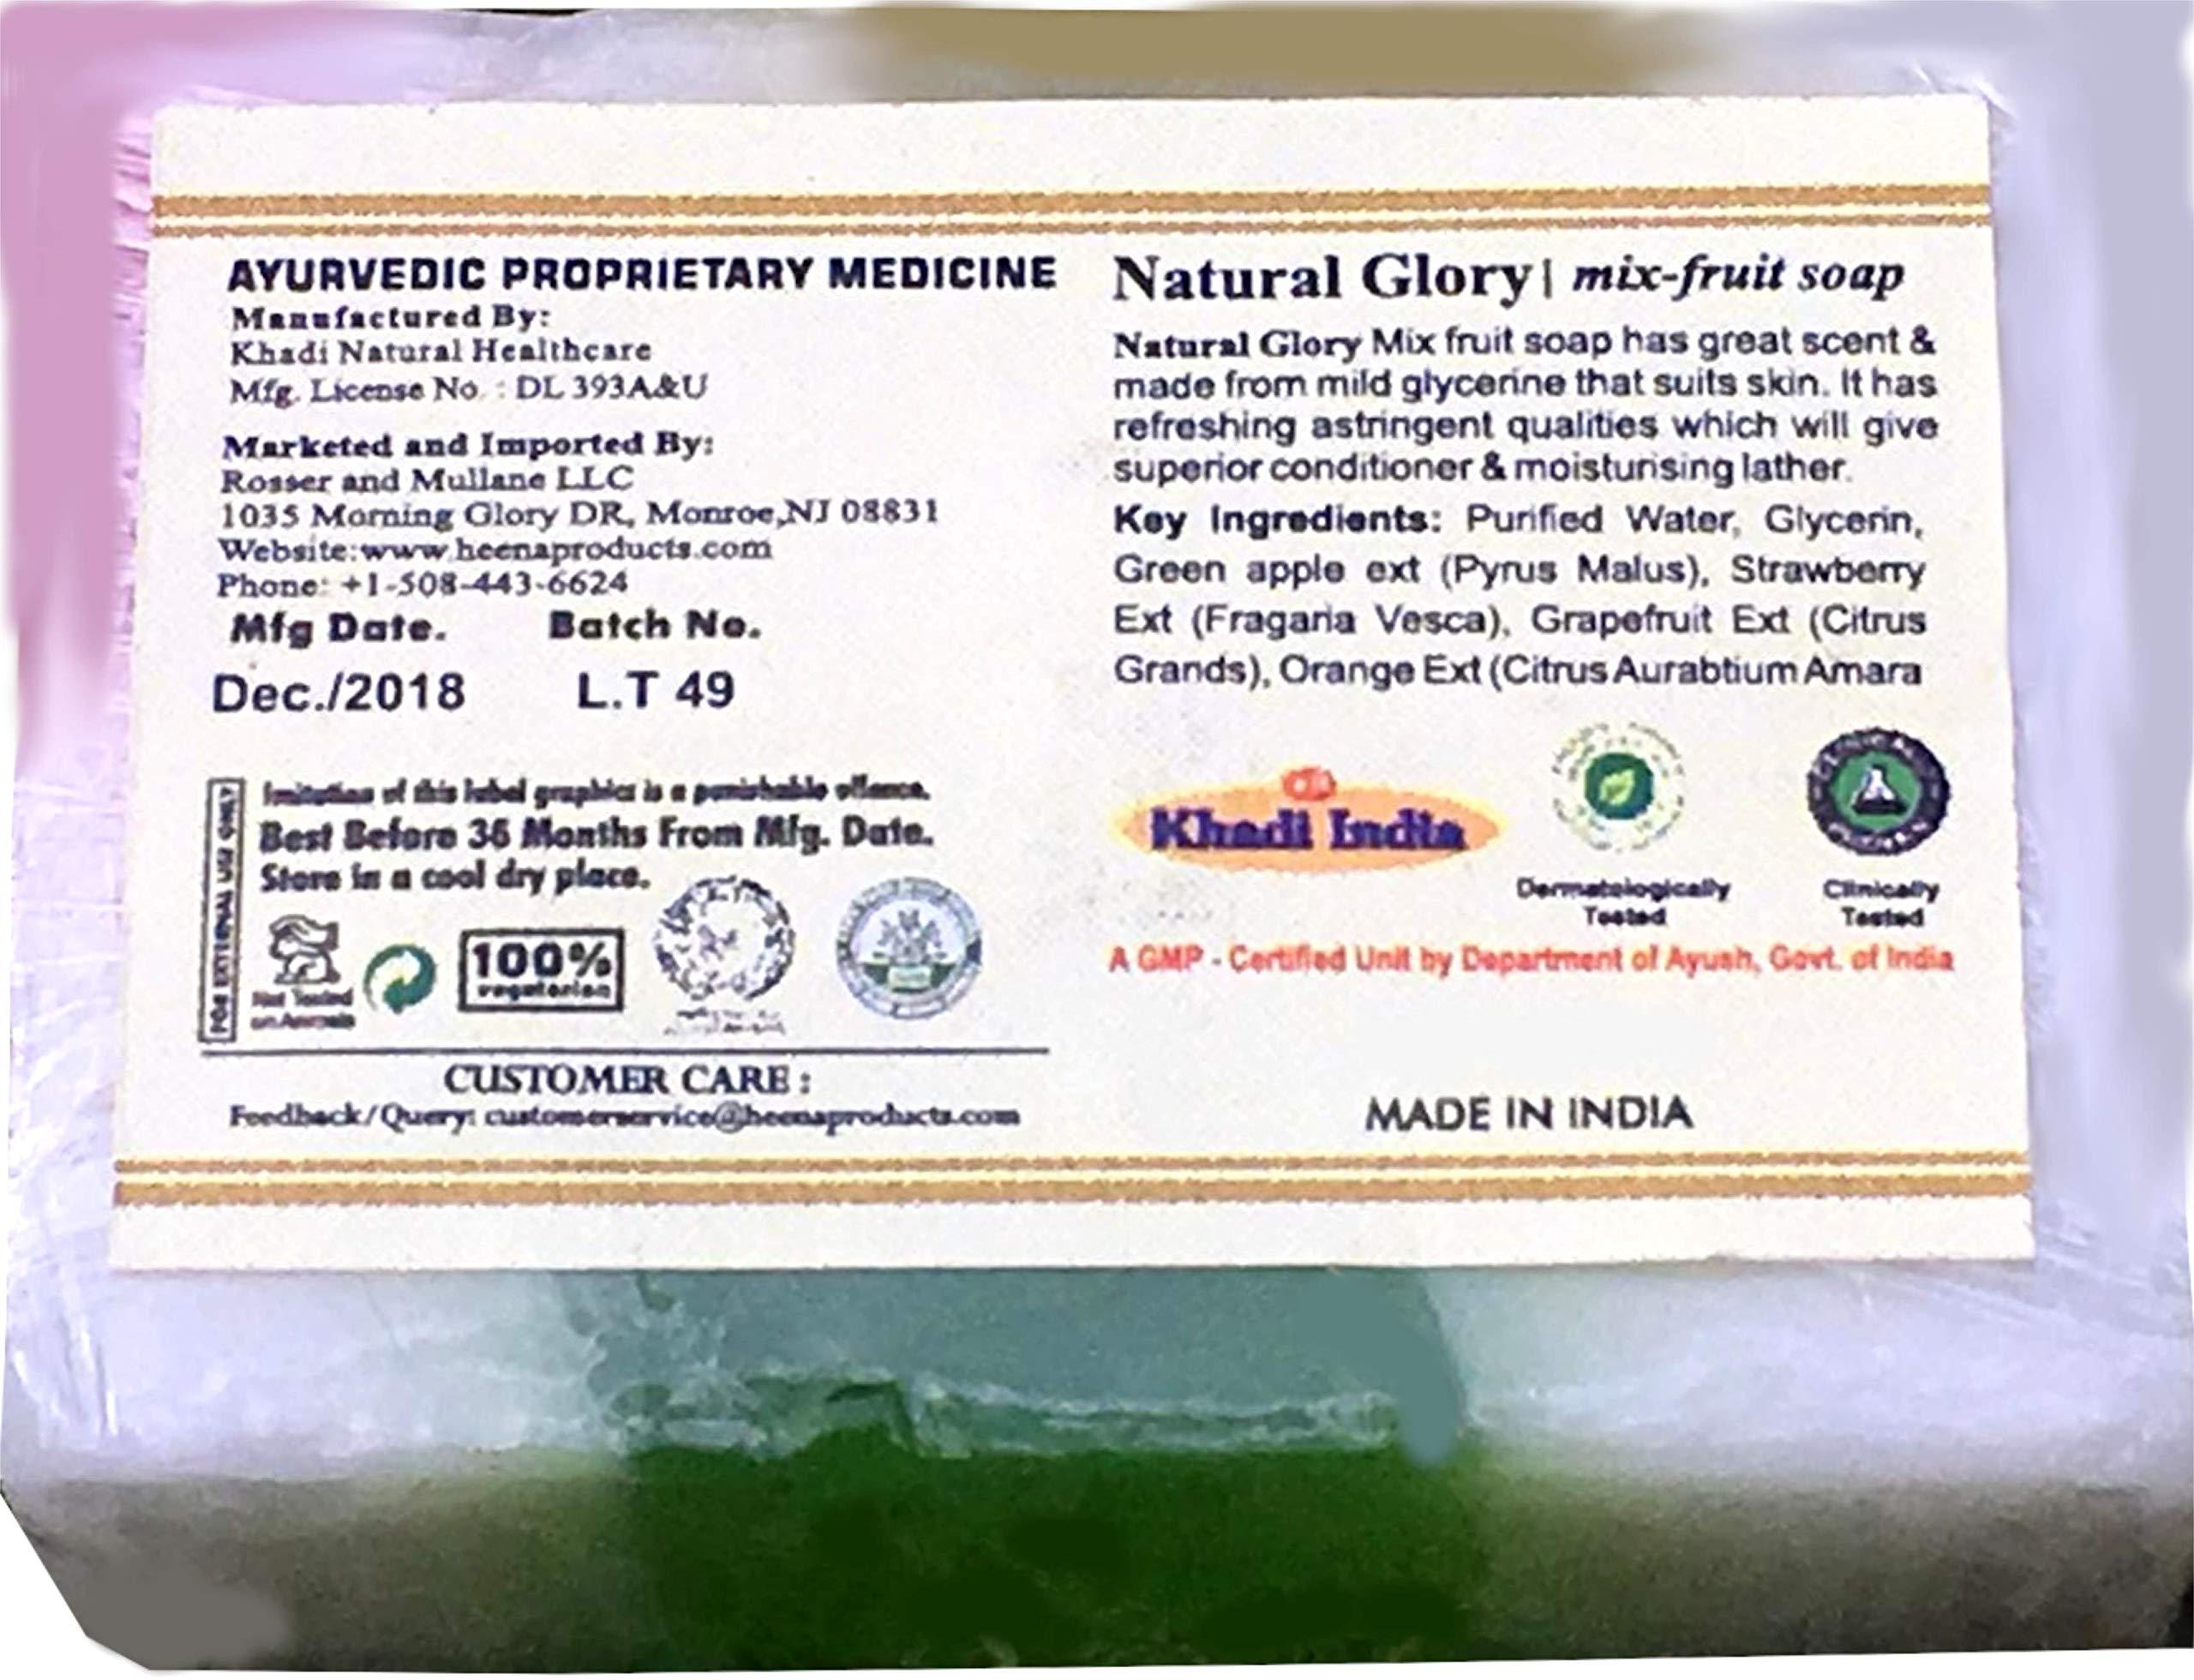 AYURVEDIC PROPRIETARY MEDICINE
Manufactured By:
Khadi Natural Healthcare
Mfg. License No. : DL 393A&U
Marketed and Imported By:
Rosser and Mullane LLC
1035 Morning Glory DR, Monroe,NJ 08831
Website:www.heenaproducts.com
Phone: +1-508-443-6624
Mfg Date. Batch No.
Dec./2018 L.T 49
FOR EXTERNAL USE ONLY
Imitation of this label graphics is a punishable offence.
Best Before 36 Months From Mfg. Date.
Store in a cool dry place.
Not Tested
on Animals
100%
vegetarian
CUSTOMER CARE :
Feedback/Query: customerservice@heenaproducts.com
Natural Glory| mix-fruit soap
Natural Glory Mix fruit soap has great scent &
made from mild glycerine that suits skin. It has
refreshing astringent qualities which will give
superior conditioner & moisturising lather.
Key Ingredients: Purified Water, Glycerin,
Green apple ext (Pyrus Malus), Strawberry
Ext (Fragaria Vesca), Grapefruit Ext (Citrus
Grands), Orange Ext (Citrus Aurabtium Amara
Khadi India
Dermatologically
Tested
Clinically
Tested
A GMP - Certified Unit by Department of Ayush, Govt. of India
MADE IN INDIA